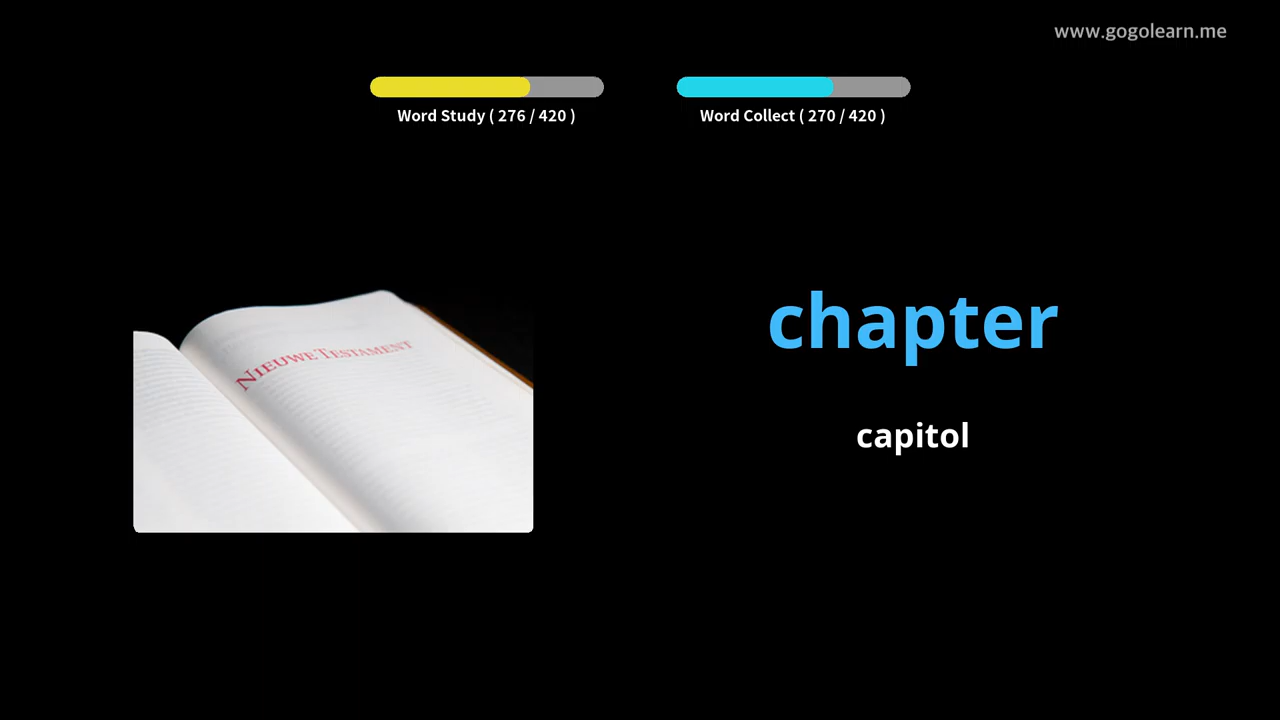 www.gogolearn.me
Word Study ( 276 / 420 )
Word Collect ( 270 / 420 )
NIEUWE TESTAMENT
chapter
capitol